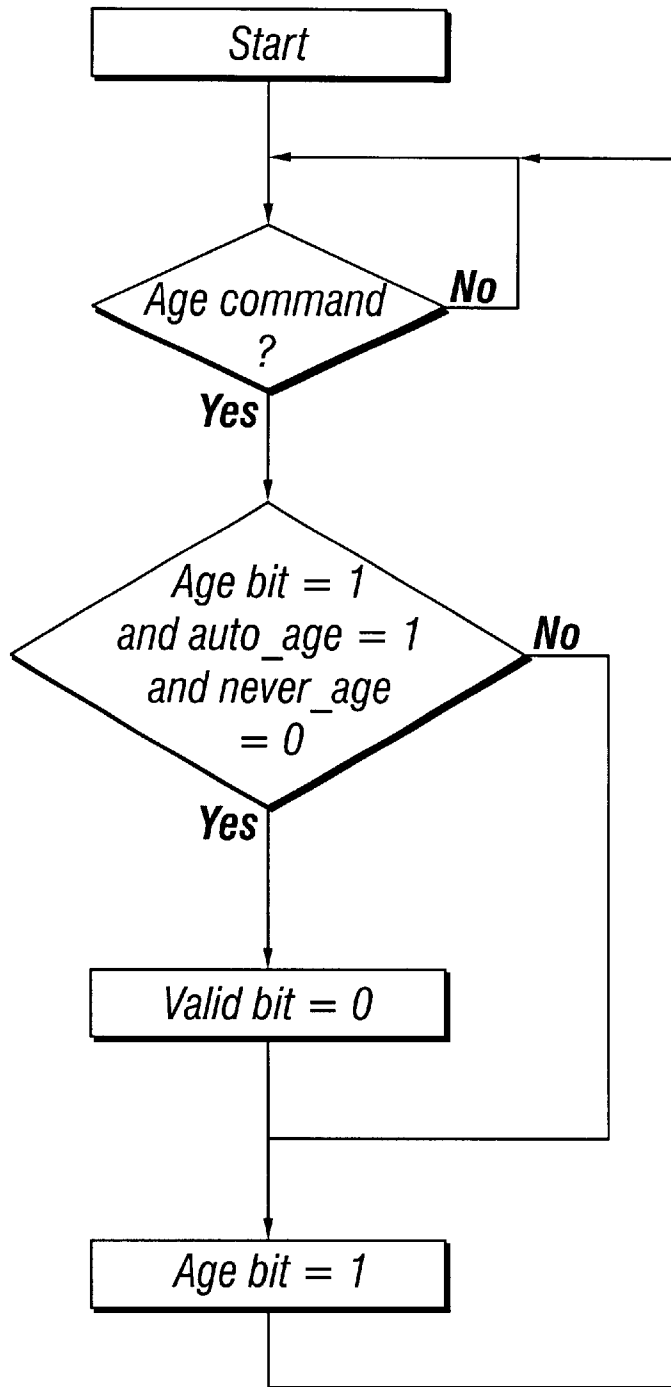 Start
Age command
?
No
Yes
Age bit = 1
and auto_age = 1
and never_age
= 0
No
Yes
Valid bit = 0
Age bit = 1